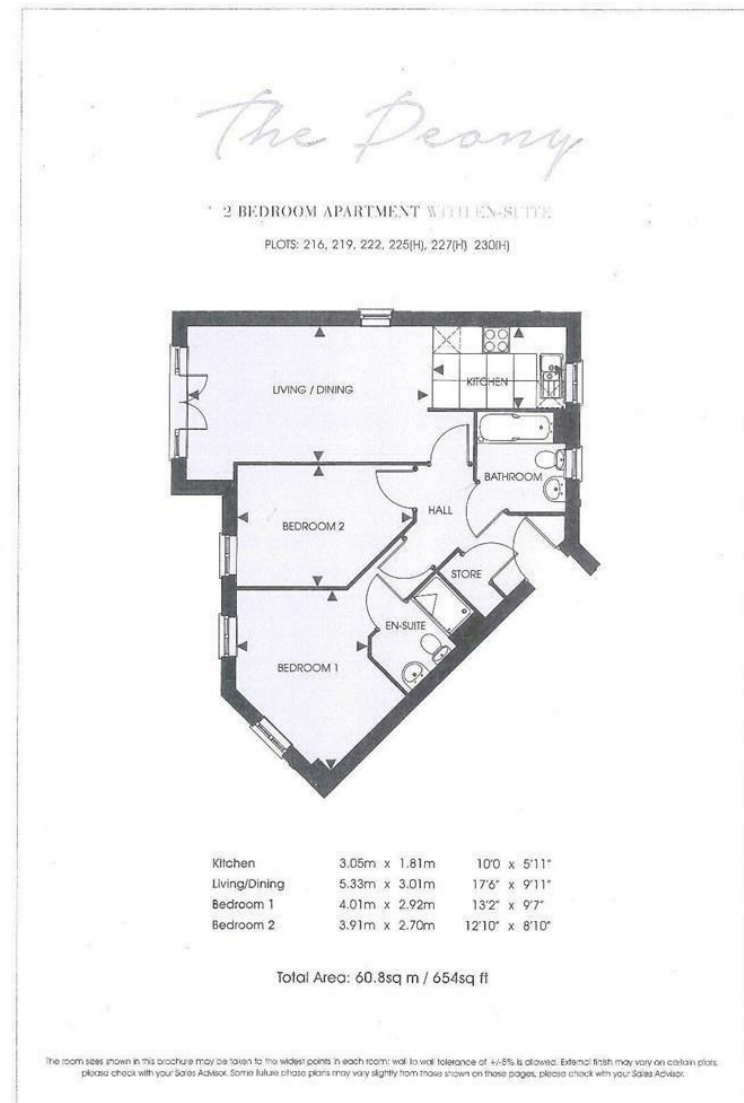 The Peony
2 BEDROOM APARTMENT WITH EN-SUITE
PLOTS: 216, 219, 222, 225(H), 227(H) 230(H)
LIVING / DINING
KITCHEN
BATHROOM
HALL
BEDROOM 2
STORE
EN-SUITE
BEDROOM 1
Kitchen 3.05m x 1.81m 10'0 x 5'11"
Living/Dining 5.33m x 3.01m 17'6" x 9'11"
Bedroom 1 4.01m x 2.92m 13'2" x 9'7"
Bedroom 2 3.91m x 2.70m 12'10" x 8'10"
Total Area: 60.8sq m / 654sq ft
The room sizes shown in this brochure may be taken to the widest points in each room: wall to wall tolerance of +/-5% is allowed. External finish may vary on certain plots,
please check with your Sales Advisor. Some future phase plans may vary slightly from those shown on these pages, please check with your Sales Advisor.